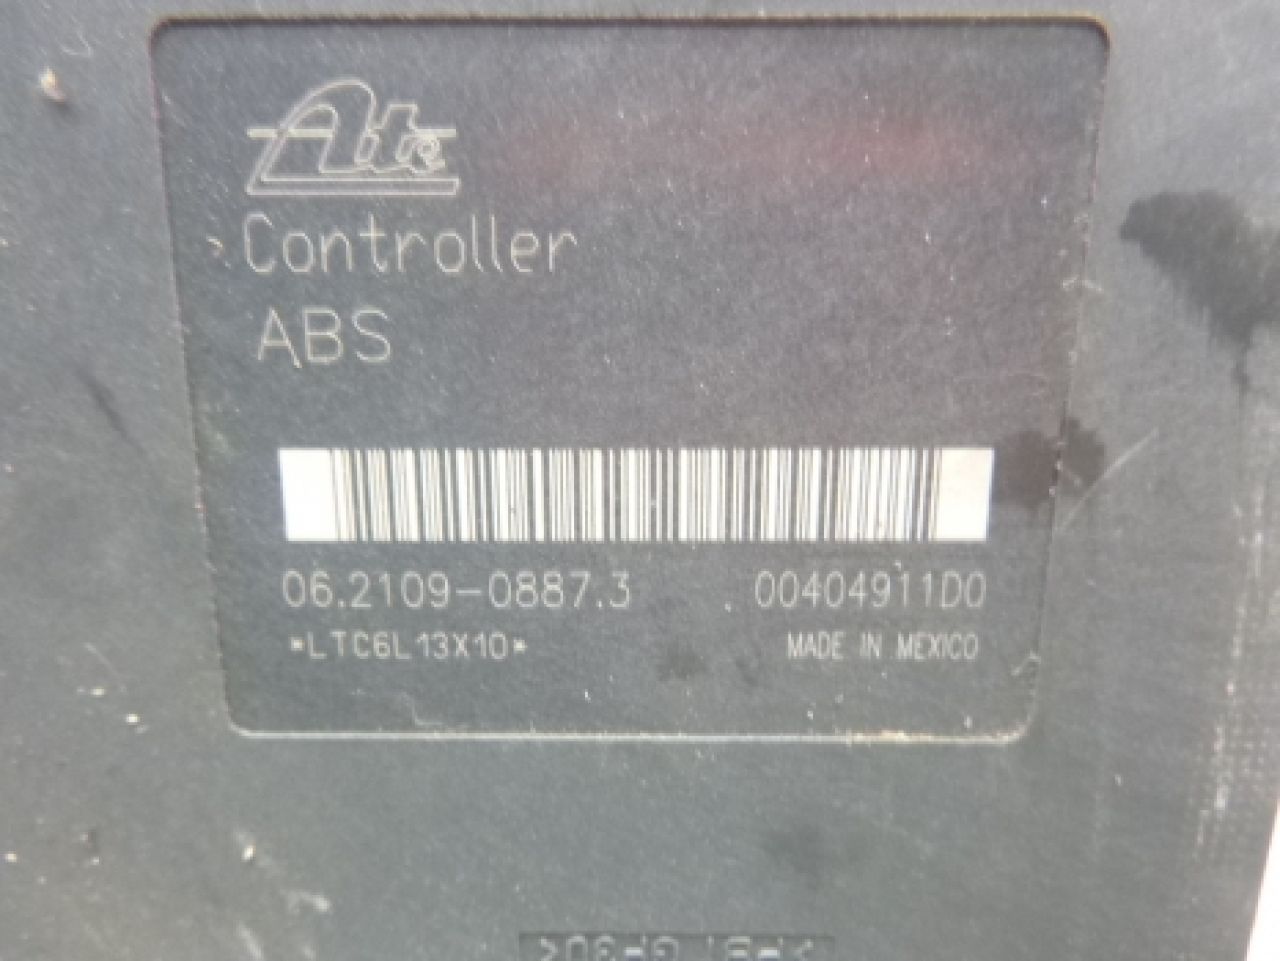 Ate
Controller
ABS
06.2109-0887.3 00404911D0
*LTC6L13X10* MADE IN MEXICO